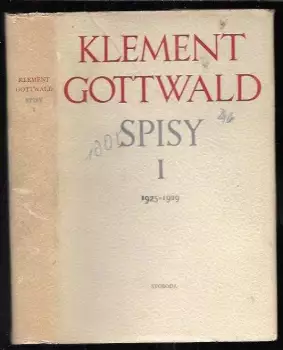 KLEMENT
GOTTWALD
SPISY
I
KLEMENT
GOTTWALD
SPISY
I
1925-1929
SVOBODA